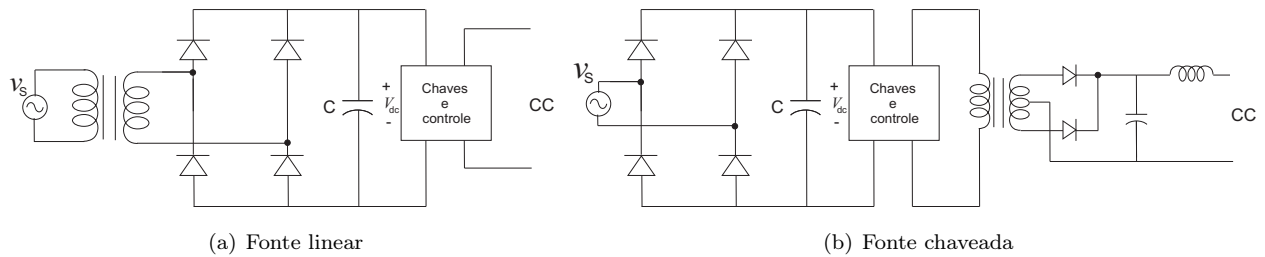 vS
C
+
Vdc
-
Chaves
e
controle
CC
(a) Fonte linear
vS
C
+
Vdc
-
Chaves
e
controle
CC
(b) Fonte chaveada